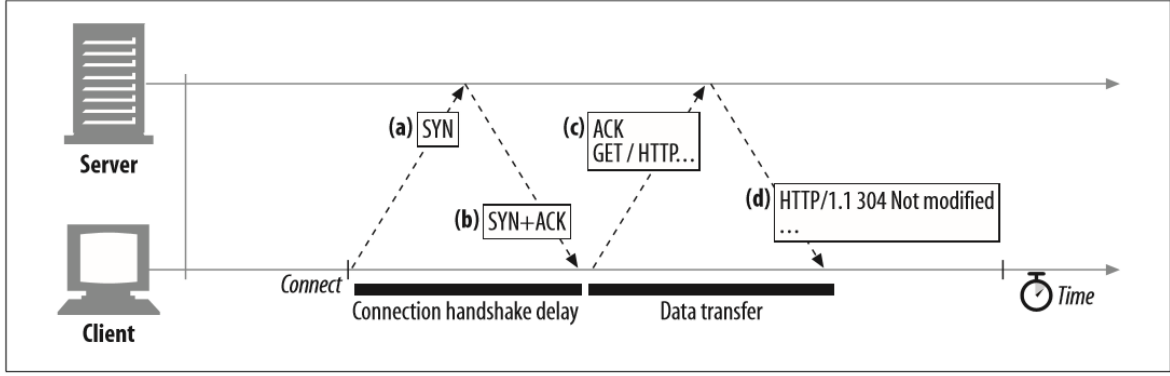 (a) SYN
(c) ACK
GET / HTTP...
Server
(b) SYN+ACK
(d) HTTP/1.1 304 Not modified
...
Connect
Connection handshake delay
Data transfer
Time
Client